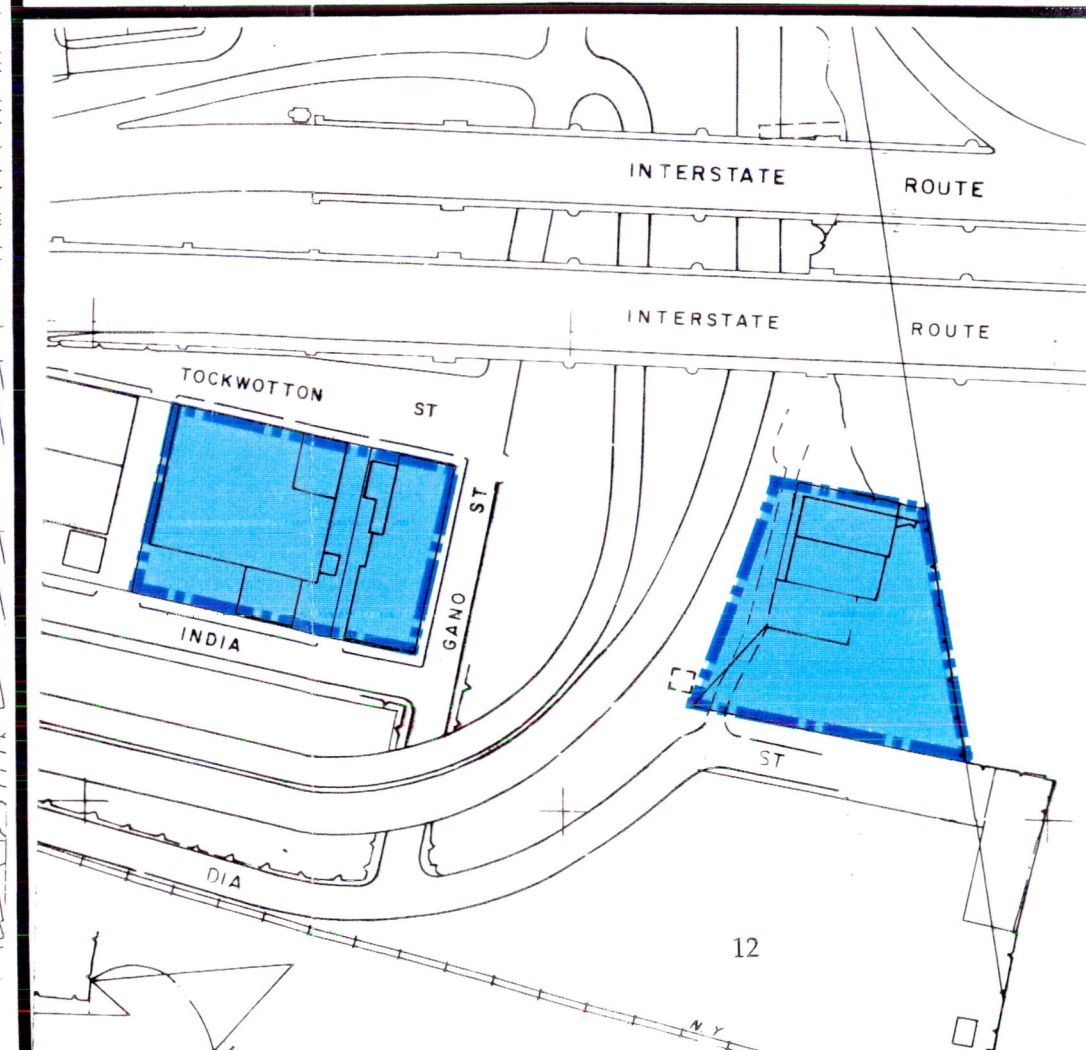 INTERSTATE ROUTE
INTERSTATE ROUTE
TOCKWOTTON ST
GANO ST
INDIA
ST
DIA
12
N Y